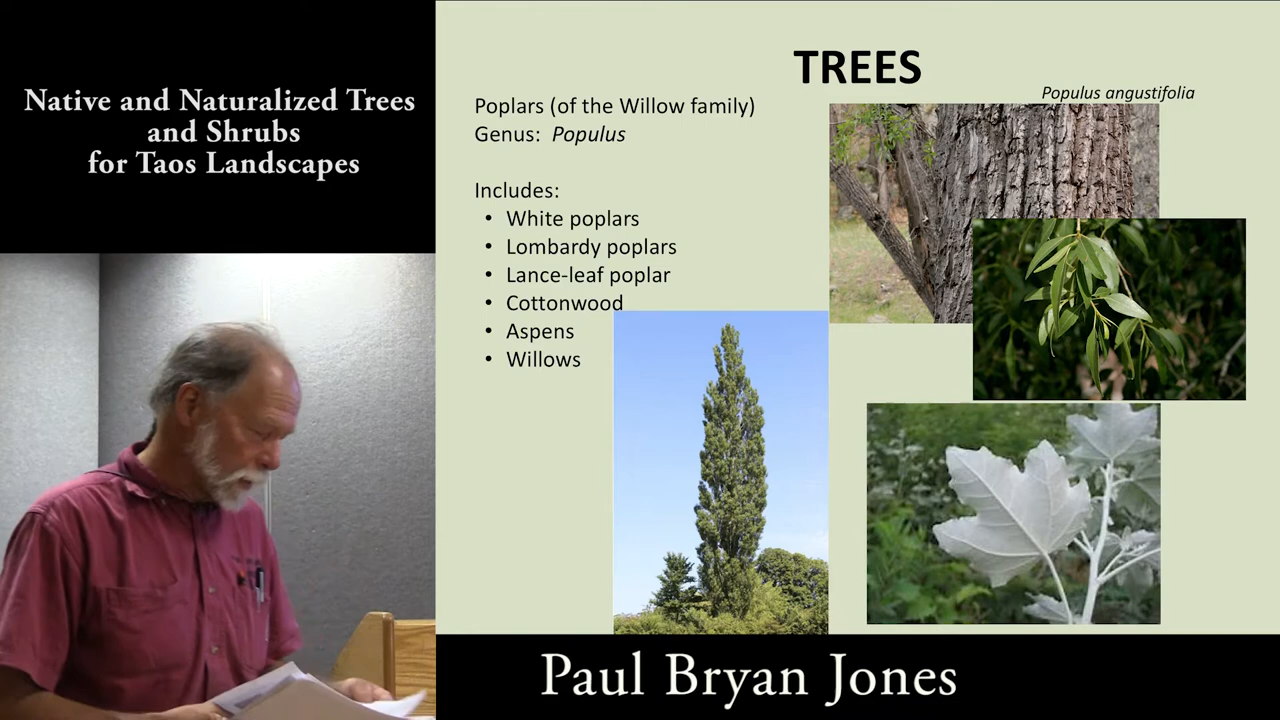 Native and Naturalized Trees
and Shrubs
for Taos Landscapes
TREES
Populus angustifolia
Poplars (of the Willow family)
Genus: Populus
Includes:
• White poplars
• Lombardy poplars
• Lance-leaf poplar
• Cottonwood
• Aspens
• Willows
Paul Bryan Jones